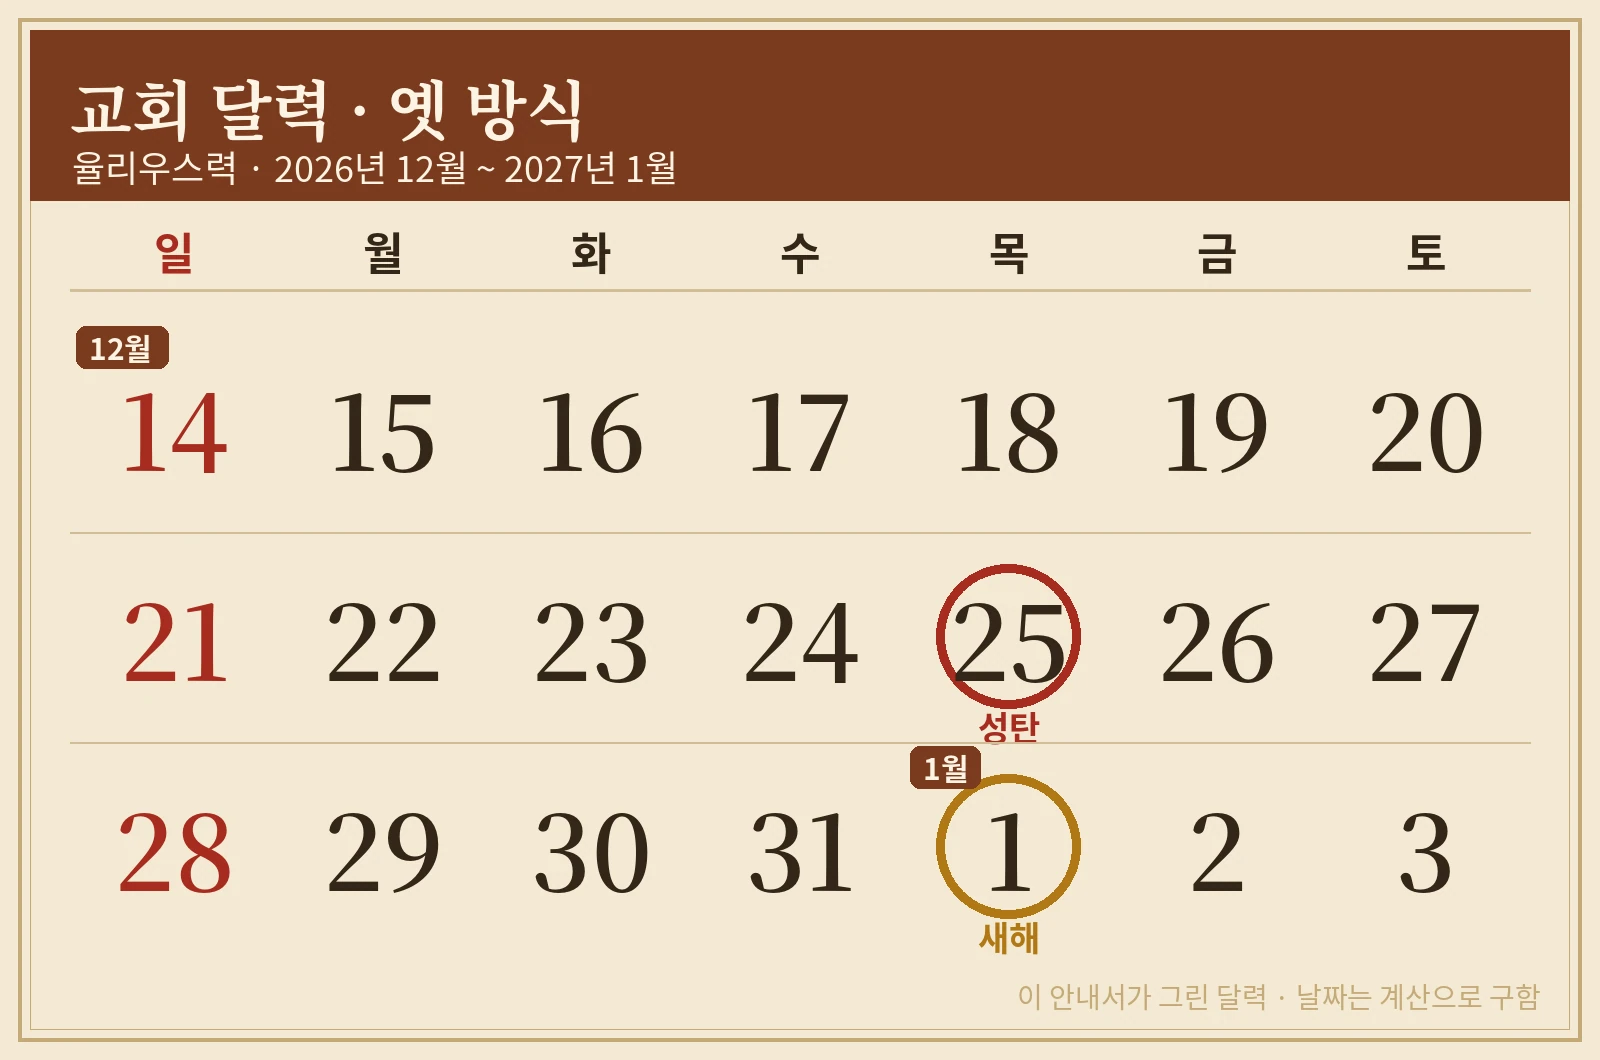 교회 달력 · 옛 방식
율리우스력 · 2026년 12월 ~ 2027년 1월
일 월 화 수 목 금 토
12월
14 15 16 17 18 19 20
21 22 23 24 25 26 27
성탄
1월
28 29 30 31 1 2 3
새해
이 안내서가 그린 달력 · 날짜는 계산으로 구함